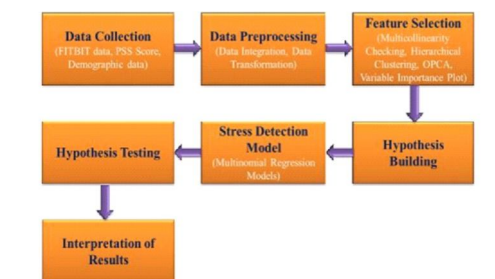 Data Collection
(FITBIT data, PSS Score,
Demographic data)
Data Preprocessing
(Data Integration, Data
Transformation)
Feature Selection
(Multicollinearity
Checking, Hierarchical
Clustering, OPCA,
Variable Importance Plot)
Hypothesis
Building
Stress Detection
Model
(Multinomial Regression
Models)
Hypothesis Testing
Interpretation of
Results